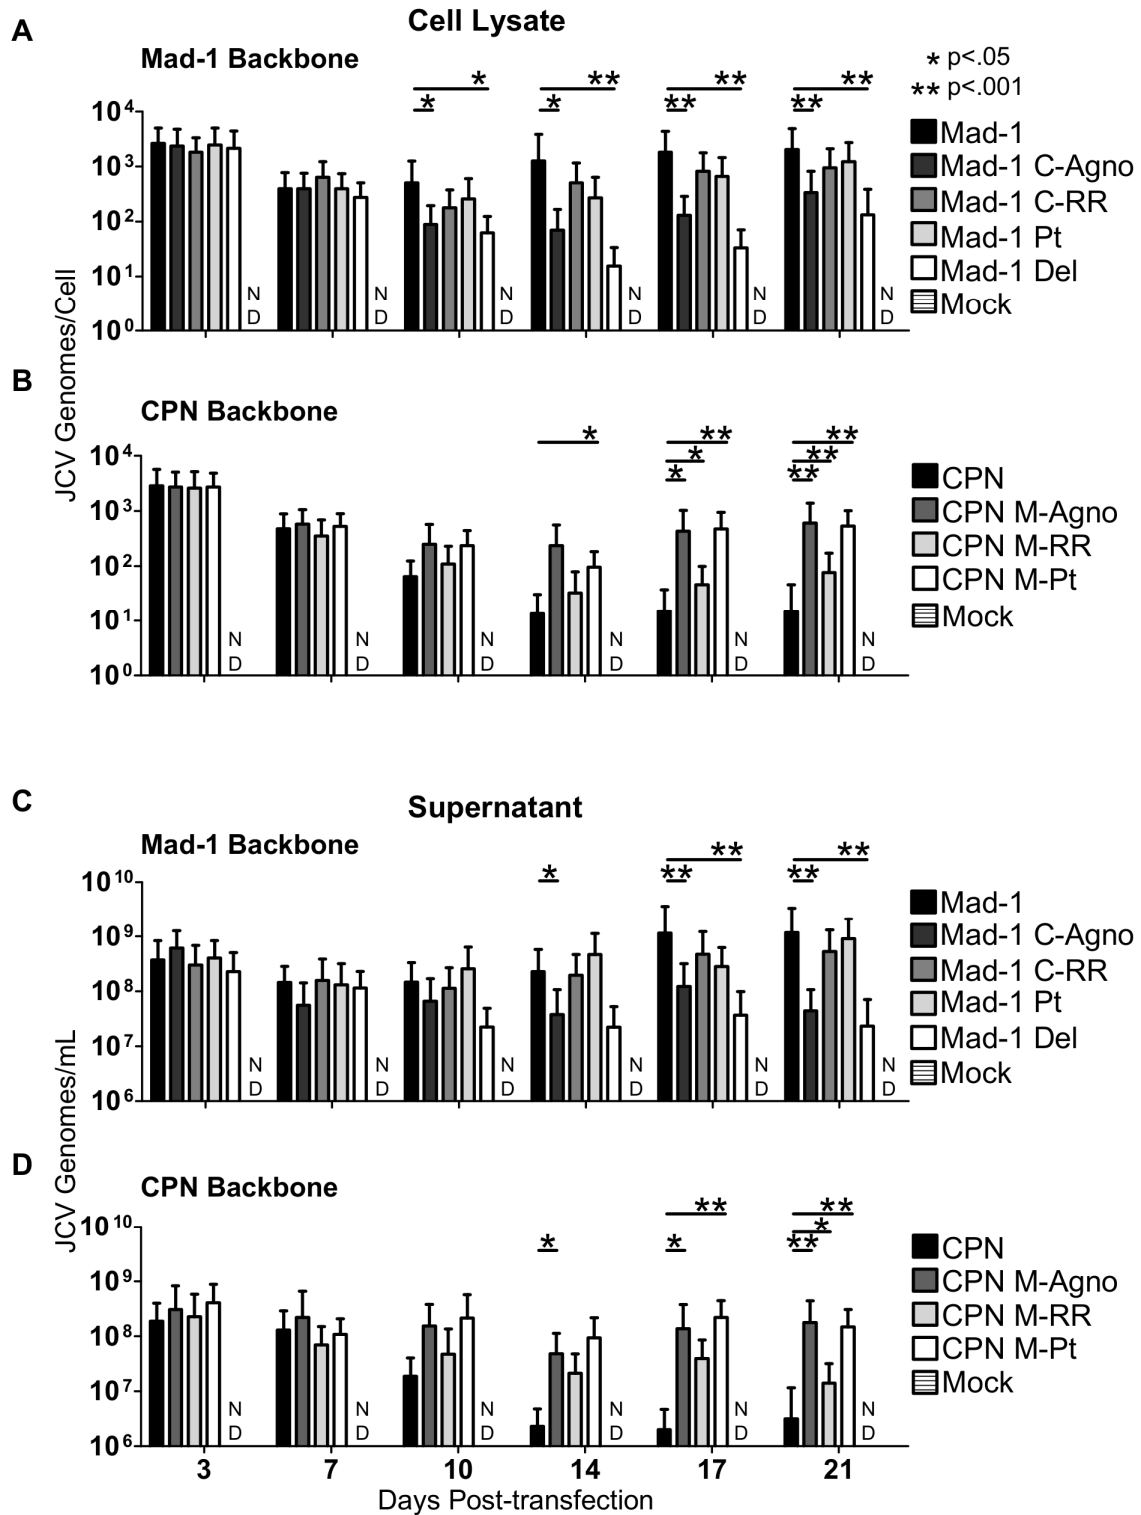 A
Cell Lysate
Mad-1 Backbone
* p<.05
** p<.001
* * ** ** **
* * ** **
10⁴
10³
10²
10¹
10⁰
N D N D N D N D N D N D
Mad-1
Mad-1 C-Agno
Mad-1 C-RR
Mad-1 Pt
Mad-1 Del
Mock
JCV Genomes/Cell
B
CPN Backbone
* ** **
* **
* **
10⁴
10³
10²
10¹
10⁰
N D N D N D N D N D N D
CPN
CPN M-Agno
CPN M-RR
CPN M-Pt
Mock
C
Supernatant
Mad-1 Backbone
** **
* ** **
10¹⁰
10⁹
10⁸
10⁷
10⁶
N D N D N D N D N D N D
Mad-1
Mad-1 C-Agno
Mad-1 C-RR
Mad-1 Pt
Mad-1 Del
Mock
JCV Genomes/mL
D
CPN Backbone
** **
*
* * **
10¹⁰
10⁹
10⁸
10⁷
10⁶
N D N D N D N D N D N D
CPN
CPN M-Agno
CPN M-RR
CPN M-Pt
Mock
3 7 10 14 17 21
Days Post-transfection